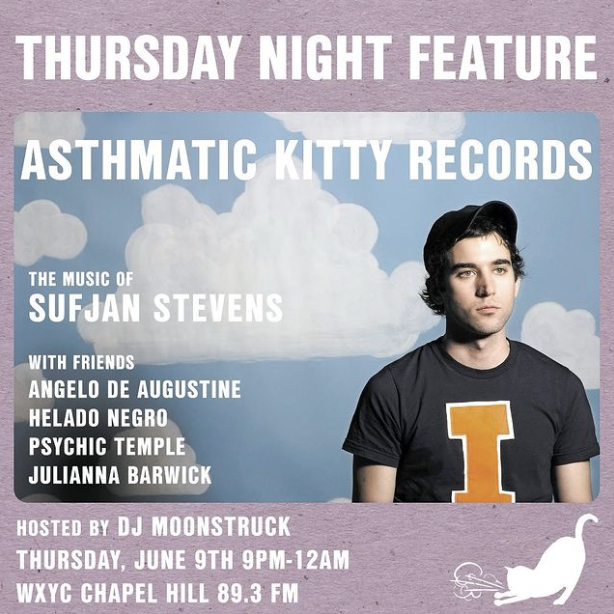 THURSDAY NIGHT FEATURE
ASTHMATIC KITTY RECORDS
THE MUSIC OF
SUFJAN STEVENS
WITH FRIENDS
ANGELO DE AUGUSTINE
HELADO NEGRO
PSYCHIC TEMPLE
JULIANNA BARWICK
I
HOSTED BY DJ MOONSTRUCK
THURSDAY, JUNE 9TH 9PM-12AM
WXYC CHAPEL HILL 89.3 FM